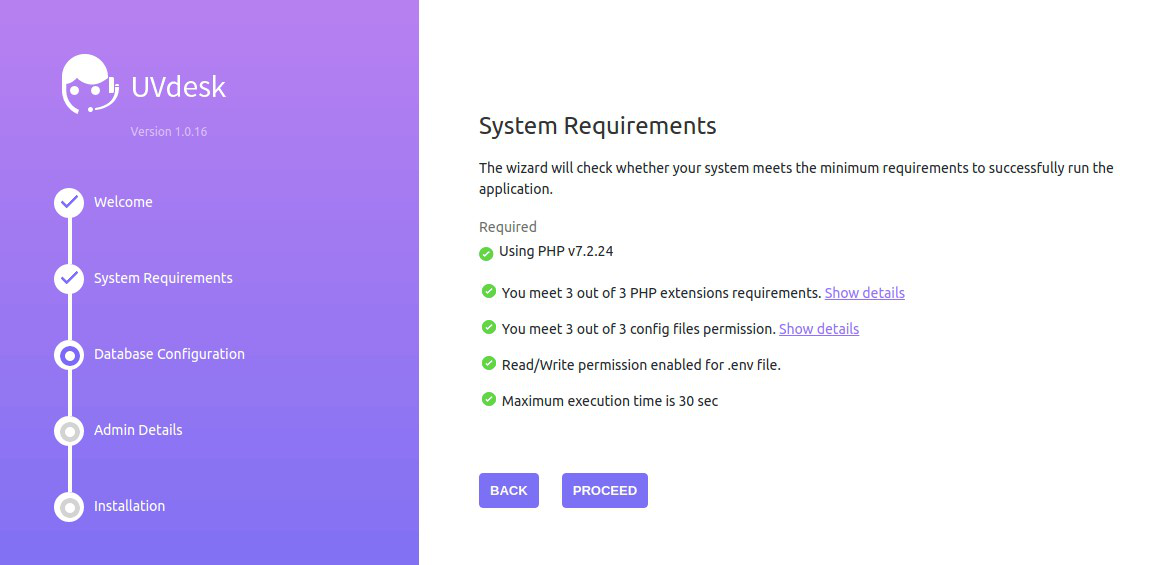 UVdesk
Version 1.0.16
Welcome
System Requirements
Database Configuration
Admin Details
Installation
System Requirements
The wizard will check whether your system meets the minimum requirements to successfully run the
application.
Required
Using PHP v7.2.24
You meet 3 out of 3 PHP extensions requirements. Show details
You meet 3 out of 3 config files permission. Show details
Read/Write permission enabled for .env file.
Maximum execution time is 30 sec
BACK PROCEED